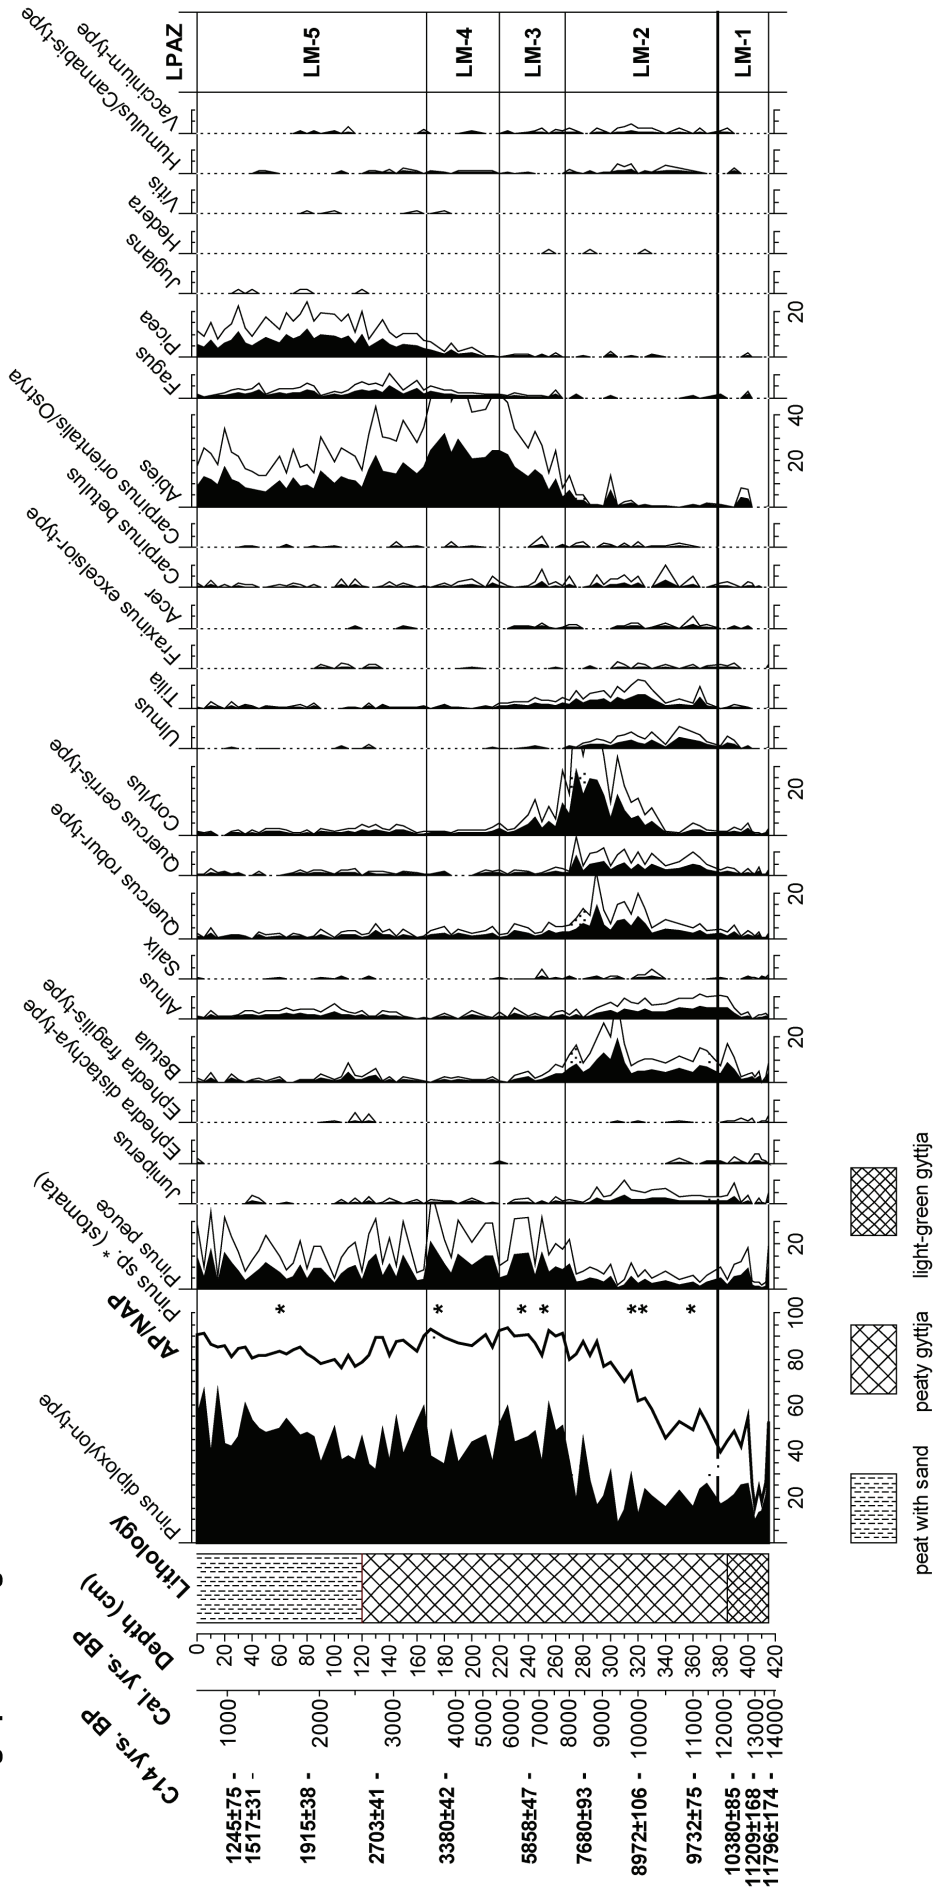 C14 yrs. BP
1245±75 -
1517±31 -
1915±38 -
2703±41 -
3380±42 -
5858±47 -
7680±93 -
8972±106 -
9732±75 -
10380±85 -
11209±168 -
11796±174 -
Cal. yrs. BP
1000
2000
3000
4000
5000
6000
7000
8000
9000
10000
11000
12000
13000
14000
Depth (cm)
0
20
40
60
80
100
120
140
160
180
200
220
240
260
280
300
320
340
360
380
400
420
Lithology
Pinus diploxylon-type
20 40 60 80 100
AP/NAP
Pinus sp. * (stomata)
* * * * * * *
Pinus peuce
20
Juniperus
Ephedra distachya-type
Ephedra fragilis-type
Betula
20
Alnus
Salix
Quercus robur-type
20
Quercus cerris-type
Corylus
20
Ulmus
Tilia
Fraxinus excelsior-type
Acer
Carpinus betulus
Carpinus orientalis/Ostrya
Abies
20 40
Fagus
Picea
20
Juglans
Hedera
Vitis
Humulus/Cannabis-type
Vaccinium-type
LPAZ
LM-5
LM-4
LM-3
LM-2
LM-1
peat with sand
peaty gyttja
light-green gyttja